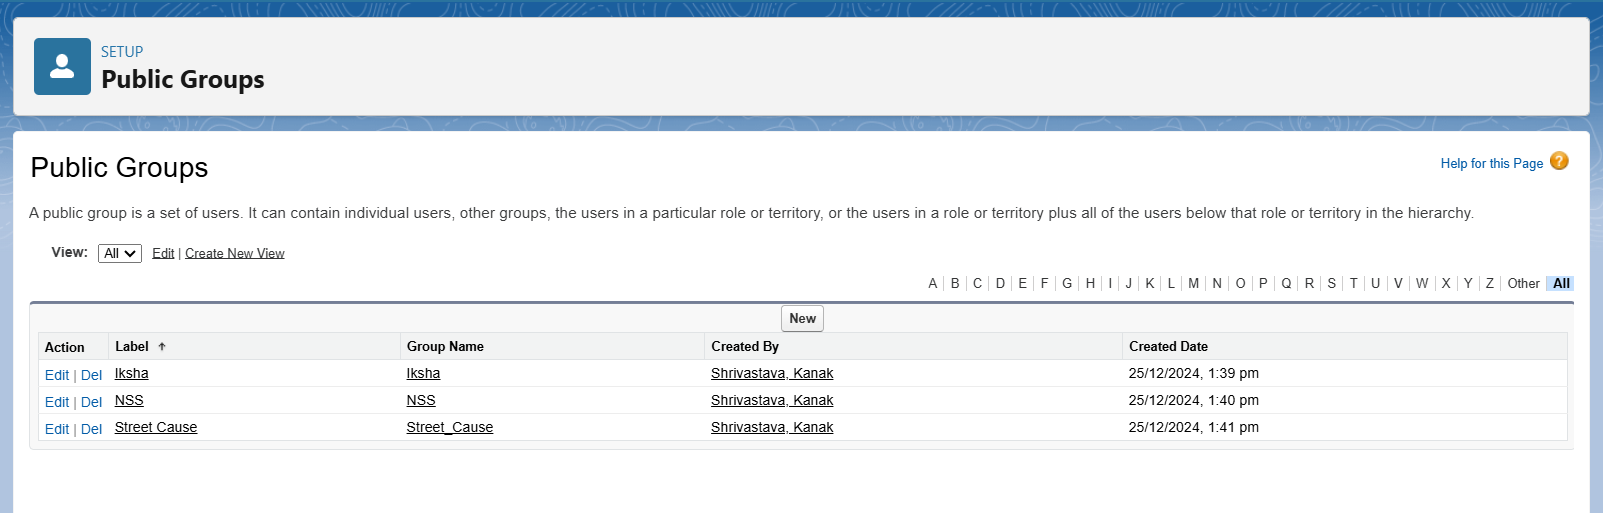 SETUP
Public Groups
Public Groups
Help for this Page ?
A public group is a set of users. It can contain individual users, other groups, the users in a particular role or territory, or the users in a role or territory plus all of the users below that role or territory in the hierarchy.
View: All Edit | Create New View
A | B | C | D | E | F | G | H | I | J | K | L | M | N | O | P | Q | R | S | T | U | V | W | X | Y | Z | Other | All
New
Action Label ↑ Group Name Created By Created Date
Edit | Del Iksha Iksha Shrivastava, Kanak 25/12/2024, 1:39 pm
Edit | Del NSS NSS Shrivastava, Kanak 25/12/2024, 1:40 pm
Edit | Del Street Cause Street_Cause Shrivastava, Kanak 25/12/2024, 1:41 pm